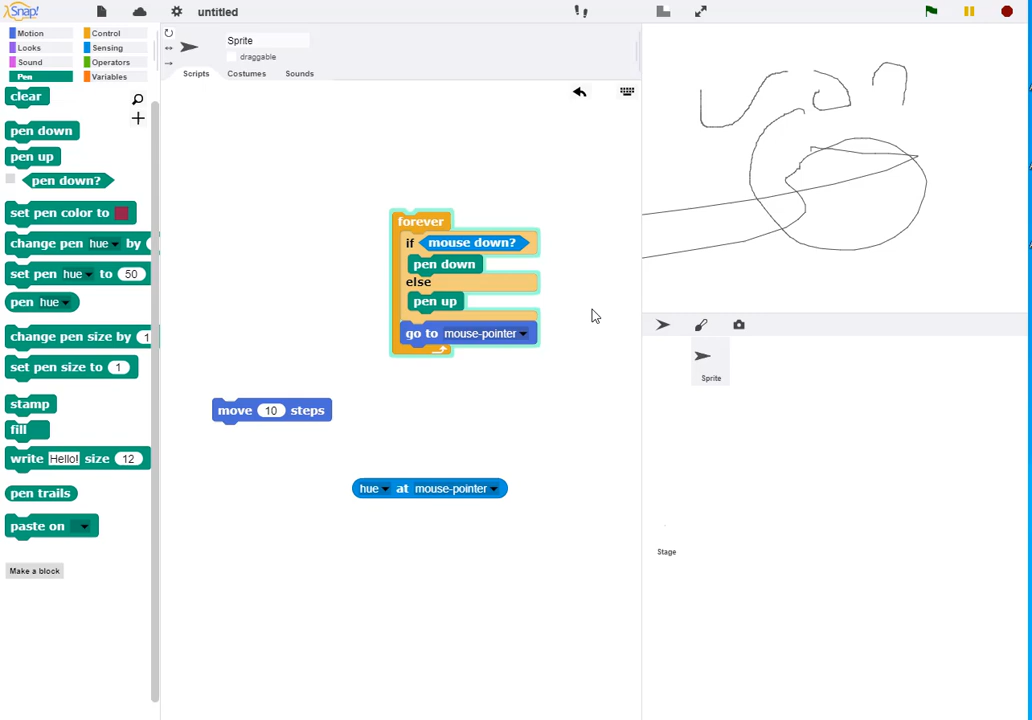 Snap!
untitled
Motion Control
Looks Sensing
Sound Operators
Pen Variables
Sprite
draggable
Scripts Costumes Sounds
clear
pen down
pen up
pen down?
set pen color to
change pen hue by
set pen hue to 50
pen hue
change pen size by 1
set pen size to 1
stamp
fill
write Hello! size 12
pen trails
paste on
Make a block
forever
if mouse down?
pen down
else
pen up
go to mouse-pointer
move 10 steps
hue at mouse-pointer
Sprite
Stage